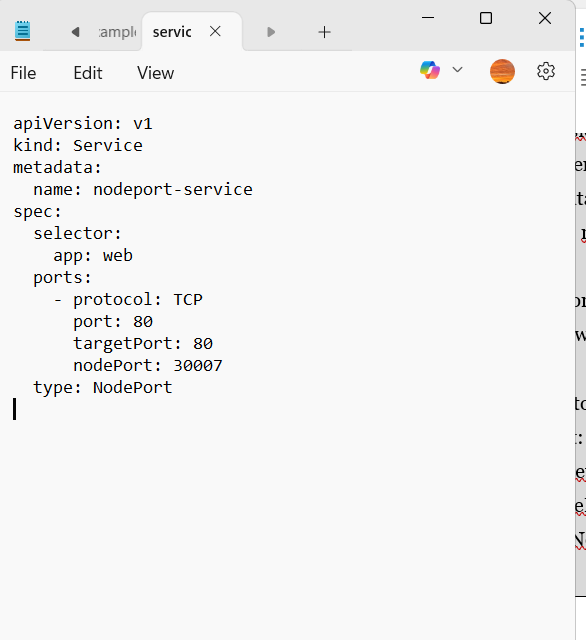 ample
servic
File Edit View
apiVersion: v1
kind: Service
metadata:
  name: nodeport-service
spec:
  selector:
    app: web
  ports:
    - protocol: TCP
      port: 80
      targetPort: 80
      nodePort: 30007
  type: NodePort